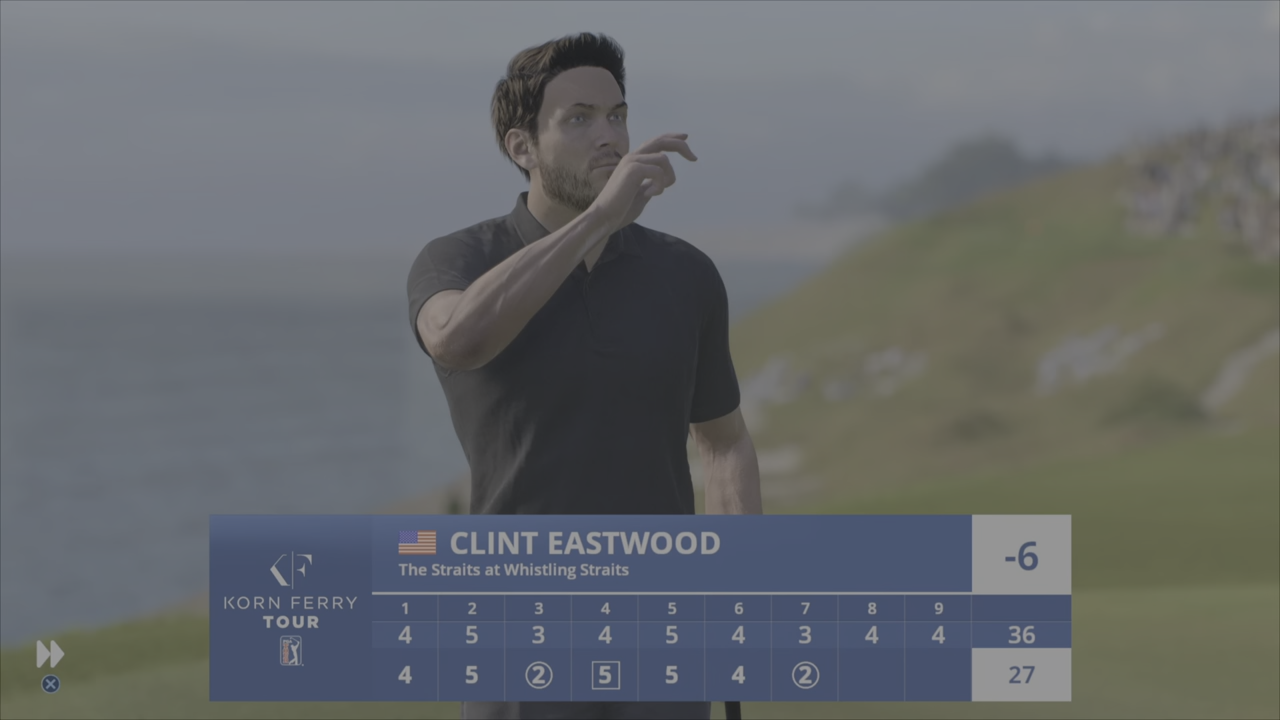 CLINT EASTWOOD
-6
The Straits at Whistling Straits
KORN FERRY
TOUR
1 2 3 4 5 6 7 8 9
4 5 3 4 5 4 3 4 4 36
4 5 2 5 5 4 2 27